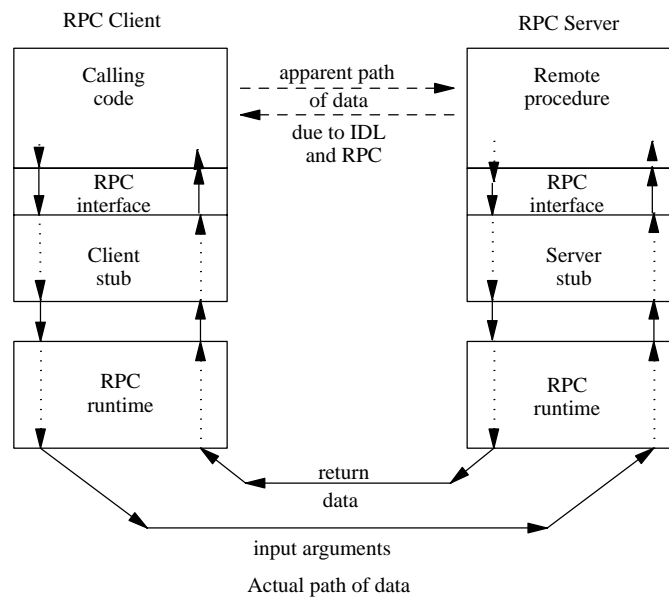 RPC Client
RPC Server
Calling
code
apparent path
of data
due to IDL
and RPC
Remote
procedure
RPC
interface
RPC
interface
Client
stub
Server
stub
RPC
runtime
RPC
runtime
return
data
input arguments
Actual path of data